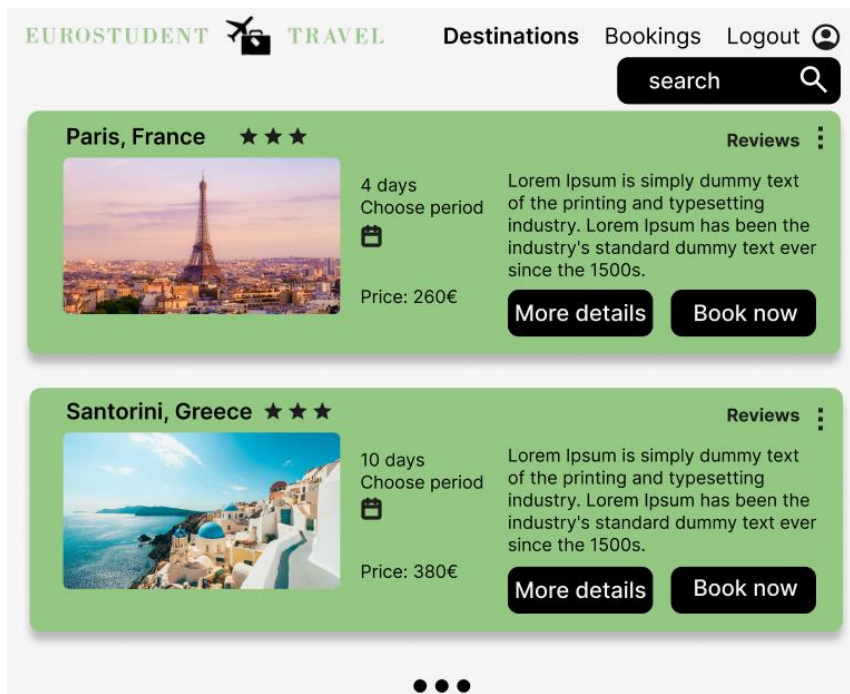 EUROSTUDENT TRAVEL
Destinations Bookings Logout
search
Paris, France
Reviews
4 days
Choose period
Price: 260€
Lorem Ipsum is simply dummy text
of the printing and typesetting
industry. Lorem Ipsum has been the
industry's standard dummy text ever
since the 1500s.
More details
Book now
Santorini, Greece
Reviews
10 days
Choose period
Price: 380€
Lorem Ipsum is simply dummy text
of the printing and typesetting
industry. Lorem Ipsum has been the
industry's standard dummy text ever
since the 1500s.
More details
Book now